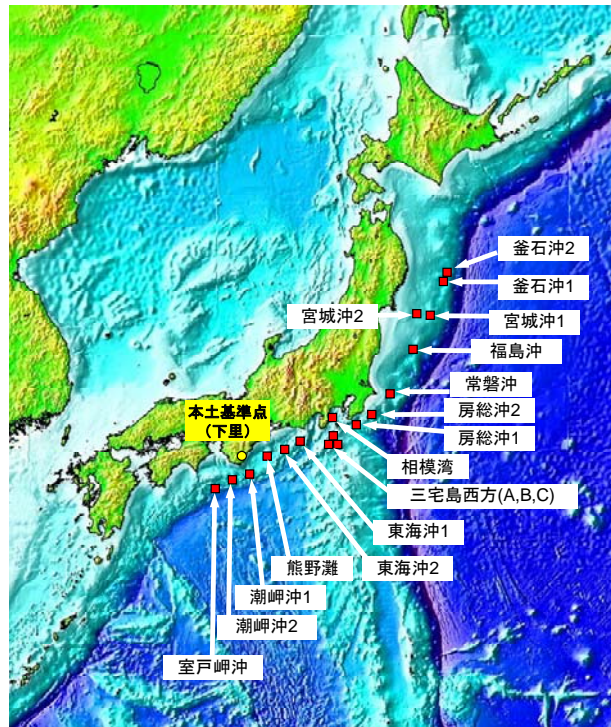 釜石沖2
釜石沖1
宮城沖2
宮城沖1
福島沖
常磐沖
本土基準点
（下里）
房総沖2
房総沖1
相模湾
三宅島西方(A,B,C)
東海沖1
熊野灘
東海沖2
潮岬沖1
潮岬沖2
室戸岬沖